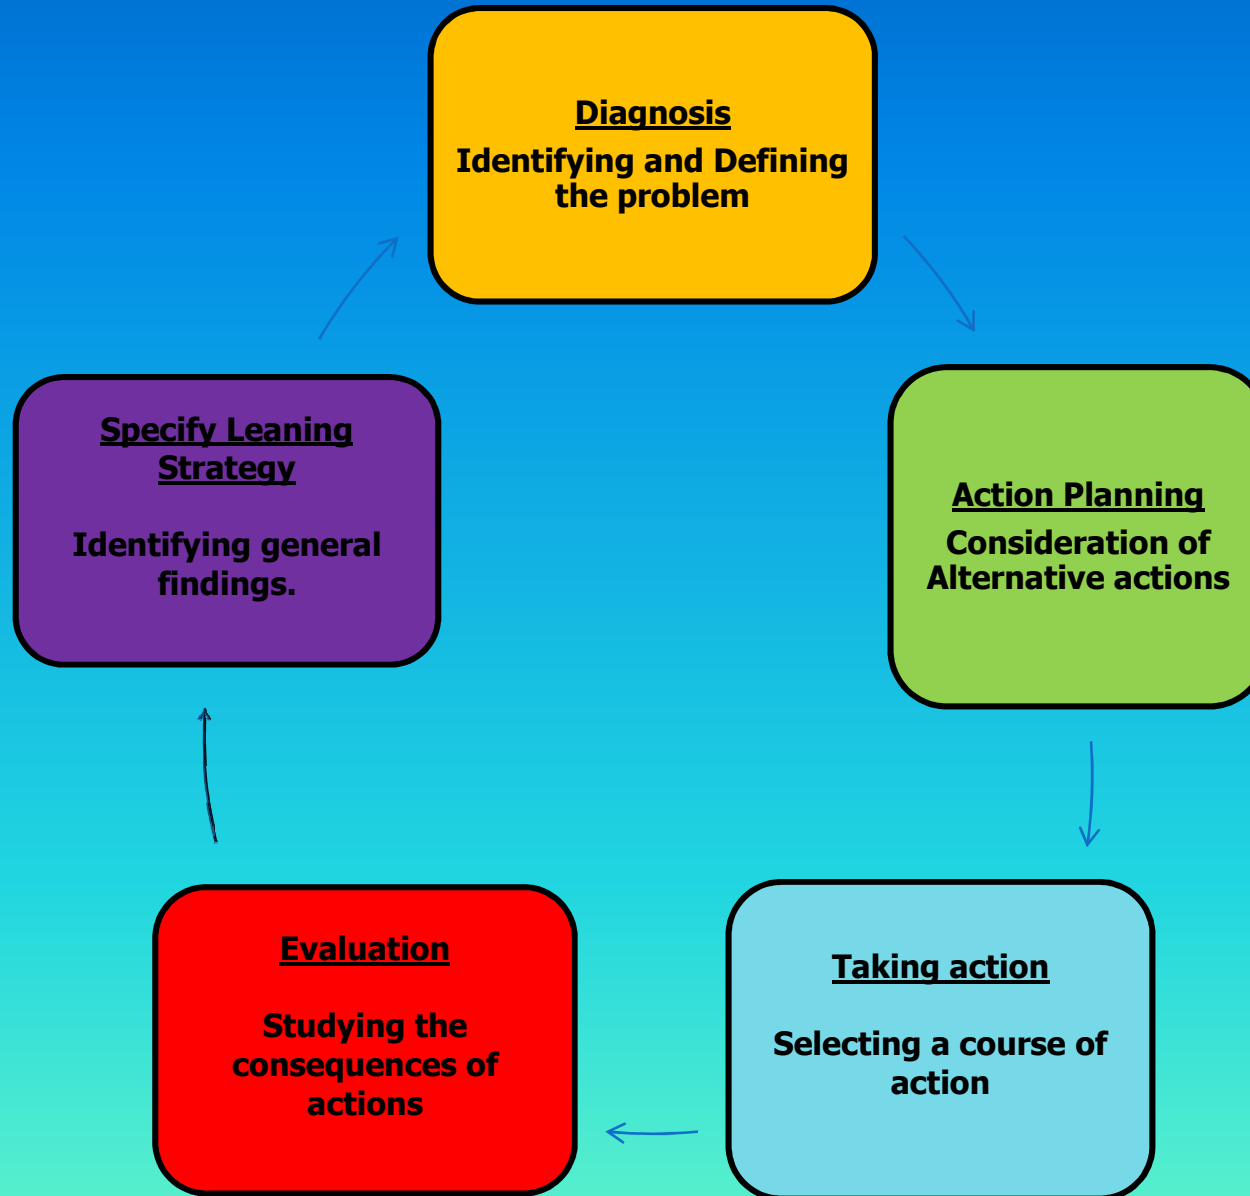 Diagnosis
Identifying and Defining
the problem
Action Planning
Consideration of
Alternative actions
Taking action
Selecting a course of
action
Evaluation
Studying the
consequences of
actions
Specify Leaning
Strategy
Identifying general
findings.